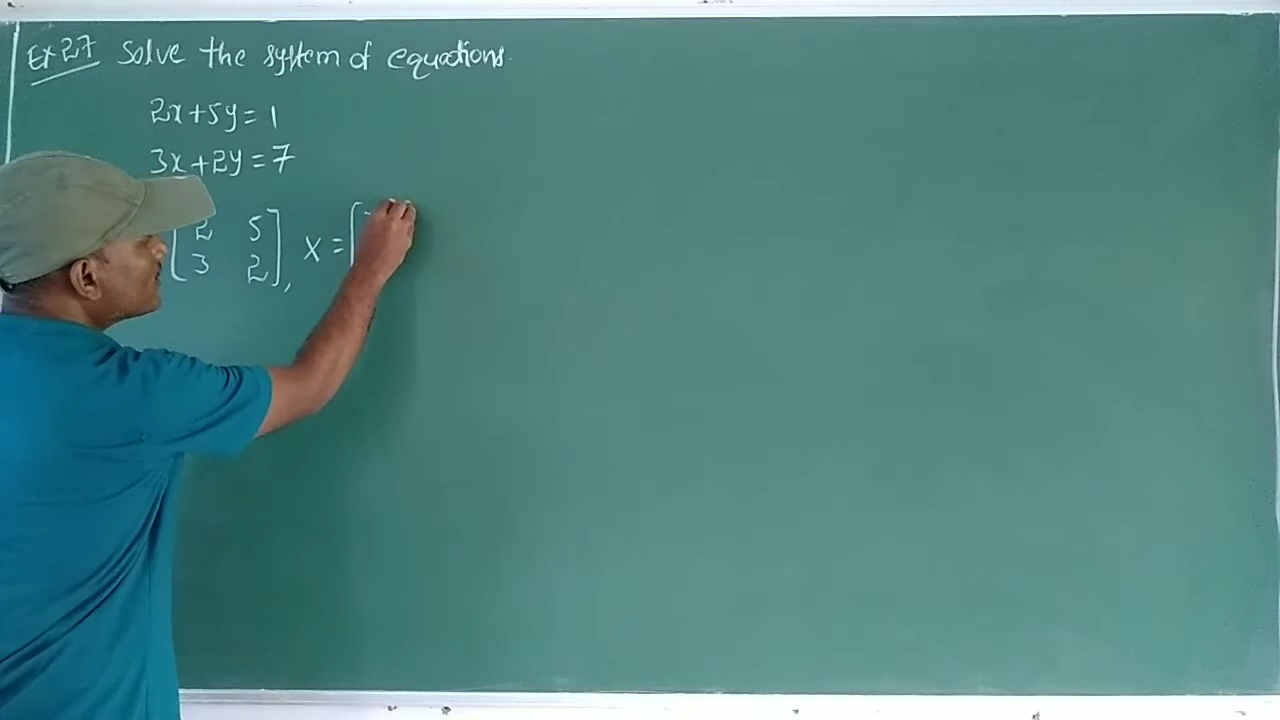 Ex 27 Solve the system of equations.
2x+5y=1
3x+2y=7
[2 5
3 2], X = [